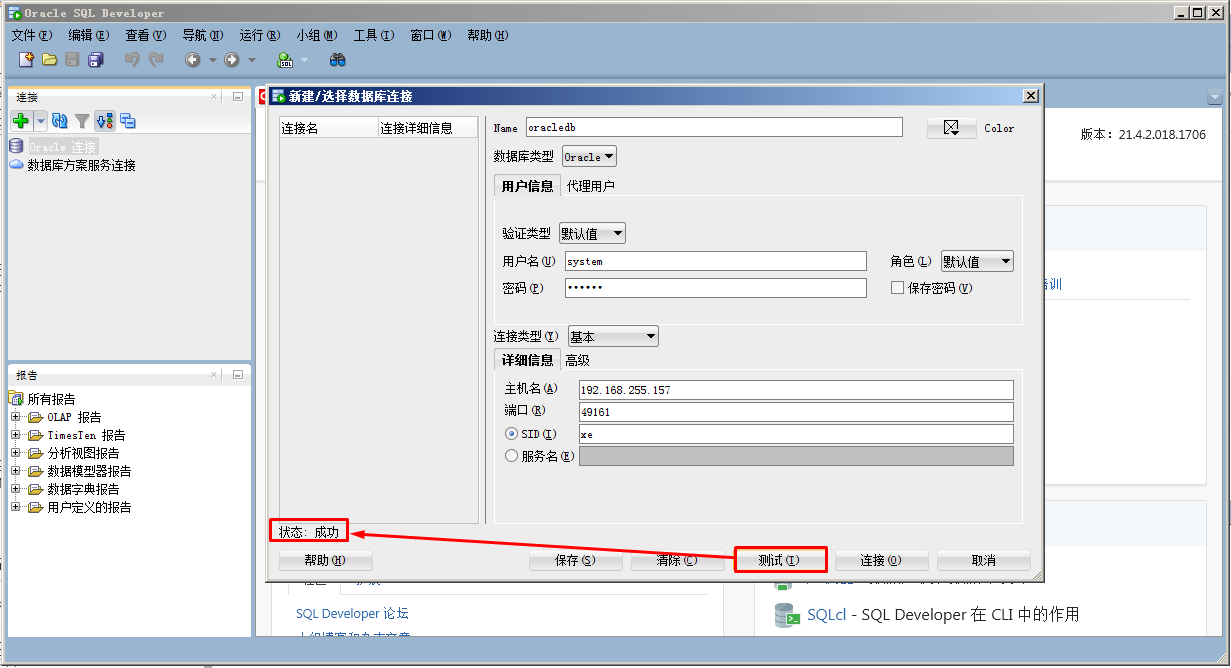 Oracle SQL Developer
文件(F) 编辑(E) 查看(V) 导航(N) 运行(R) 小组(M) 工具(I) 窗口(W) 帮助(H)
SQL
连接
Oracle 连接
数据库方案服务连接
报告
所有报告
OLAP 报告
TimesTen 报告
分析视图报告
数据模型器报告
数据字典报告
用户定义的报告
新建/选择数据库连接
连接名 连接详细信息
Name oracledb Color
数据库类型 Oracle
用户信息 代理用户
验证类型 默认值
用户名(U) system 角色(L) 默认值
密码(P) •••••• 保存密码(V)
连接类型(Y) 基本
详细信息 高级
主机名(A) 192.168.255.157
端口(R) 49161
SID(I) xe
服务名(E)
状态: 成功
帮助(H) 保存(S) 清除(C) 测试(T) 连接(O) 取消
版本：21.4.2.018.1706
培训
SQL Developer 论坛
SQLcl - SQL Developer 在 CLI 中的作用